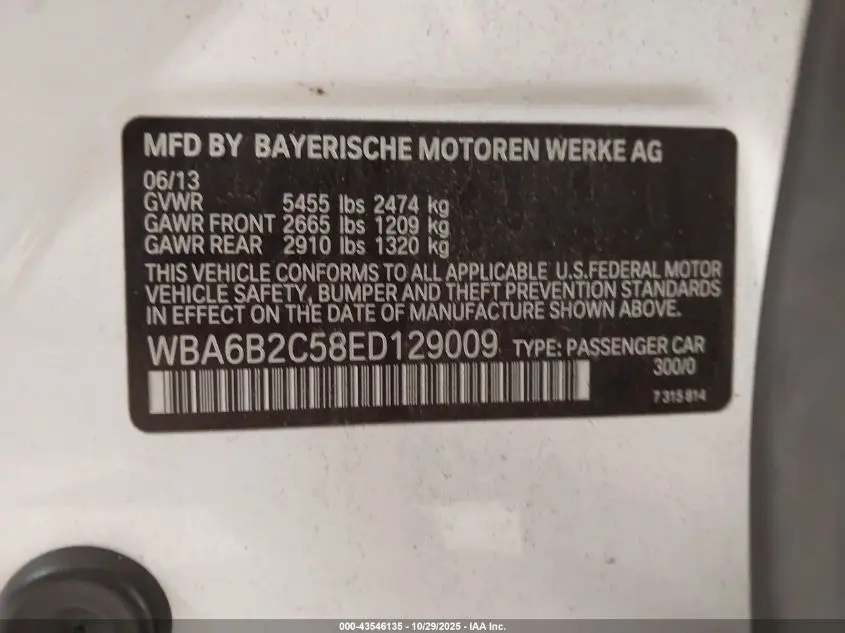 MFD BY BAYERISCHE MOTOREN WERKE AG
06/13
GVWR 5455 lbs 2474 kg
GAWR FRONT 2665 lbs 1209 kg
GAWR REAR 2910 lbs 1320 kg
THIS VEHICLE CONFORMS TO ALL APPLICABLE U.S.FEDERAL MOTOR
VEHICLE SAFETY, BUMPER AND THEFT PREVENTION STANDARDS
IN EFFECT ON THE DATE OF MANUFACTURE SHOWN ABOVE.
WBA6B2C58ED129009 TYPE: PASSENGER CAR
300/0
7 315 814
000-43546135 - 10/29/2025 - IAA Inc.